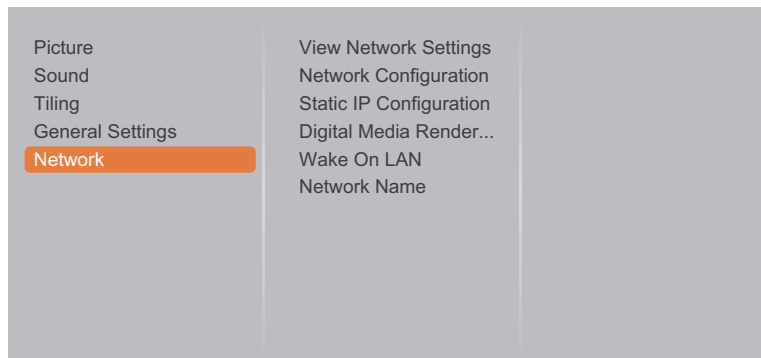 Picture
Sound
Tiling
General Settings
Network
View Network Settings
Network Configuration
Static IP Configuration
Digital Media Render...
Wake On LAN
Network Name